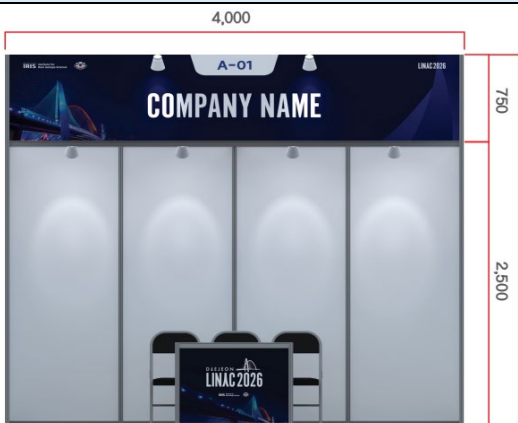 4,000
A-01
LINAC2026
COMPANY NAME
750
2,500
DAEJEON
LINAC2026